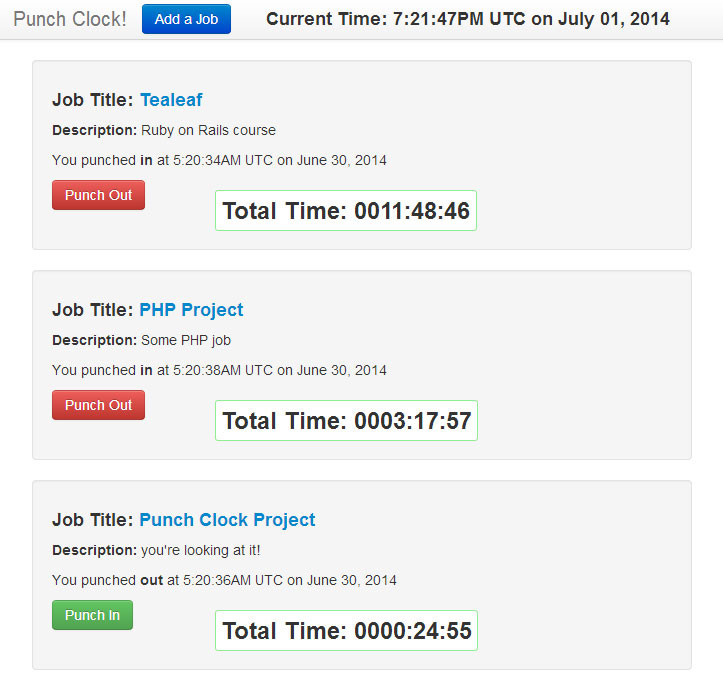 Punch Clock! Add a Job Current Time: 7:21:47PM UTC on July 01, 2014
Job Title: Tealeaf
Description: Ruby on Rails course
You punched in at 5:20:34AM UTC on June 30, 2014
Punch Out
Total Time: 0011:48:46
Job Title: PHP Project
Description: Some PHP job
You punched in at 5:20:38AM UTC on June 30, 2014
Punch Out
Total Time: 0003:17:57
Job Title: Punch Clock Project
Description: you're looking at it!
You punched out at 5:20:36AM UTC on June 30, 2014
Punch In
Total Time: 0000:24:55